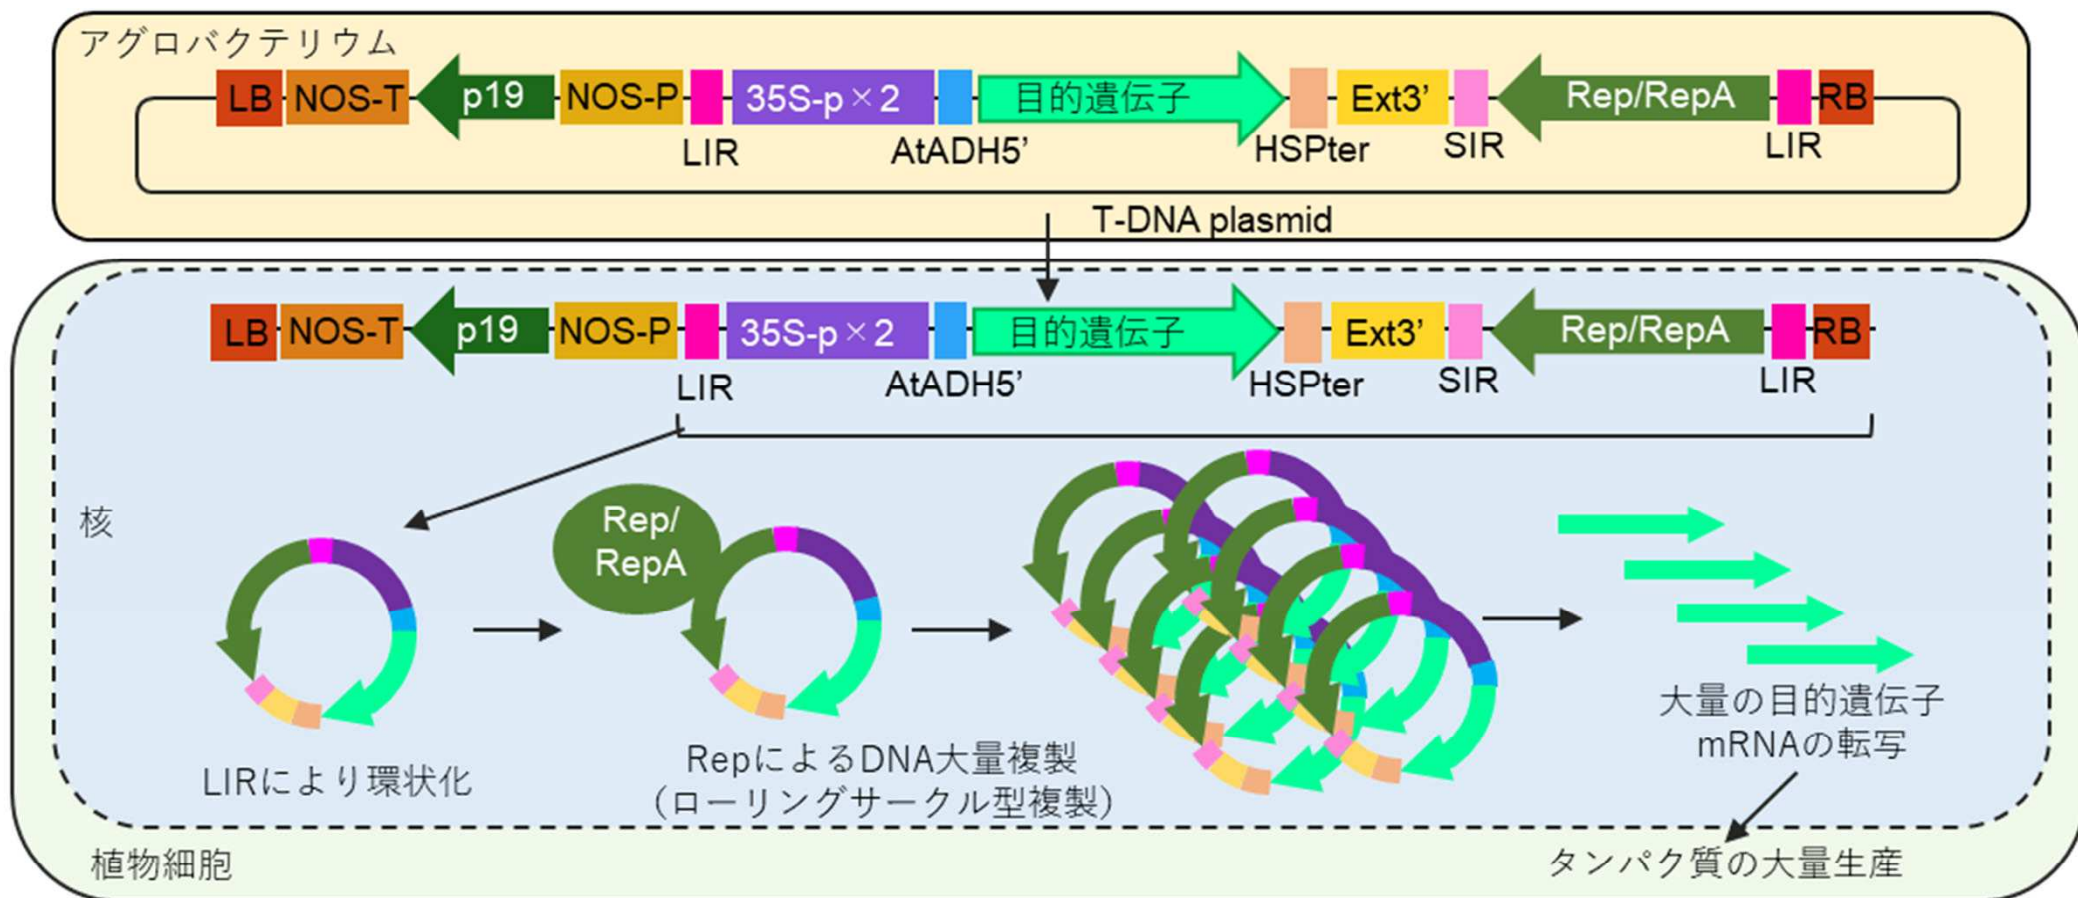 アグロバクテリウム
LB NOS-T p19 NOS-P 35S-p×2 目的遺伝子 Ext3’ Rep/RepA RB
LIR AtADH5’ HSPter SIR LIR
T-DNA plasmid
LB NOS-T p19 NOS-P 35S-p×2 目的遺伝子 Ext3’ Rep/RepA RB
LIR AtADH5’ HSPter SIR LIR
核
Rep/
RepA
LIRにより環状化
RepによるDNA大量複製
（ローリングサークル型複製）
大量の目的遺伝子
mRNAの転写
植物細胞
タンパク質の大量生産